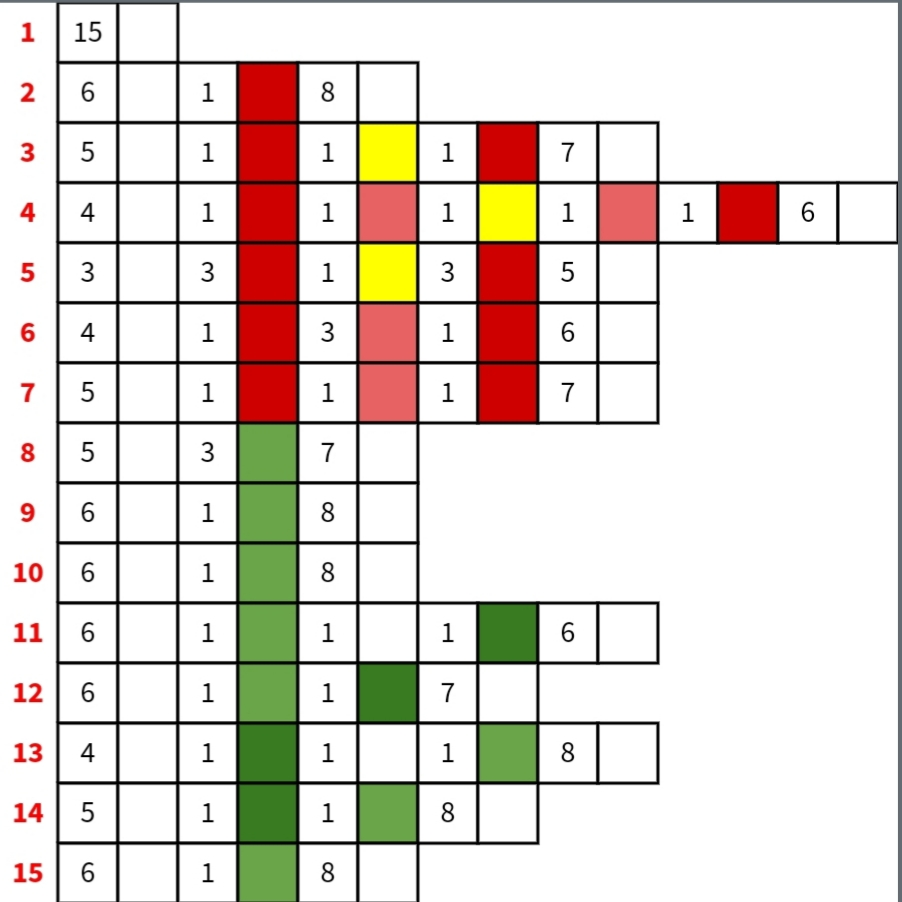 1 15
2 6 1 8
3 5 1 1 1 7
4 4 1 1 1 1 1 6
5 3 3 1 3 5
6 4 1 3 1 6
7 5 1 1 1 7
8 5 3 7
9 6 1 8
10 6 1 8
11 6 1 1 1 6
12 6 1 1 7
13 4 1 1 1 8
14 5 1 1 8
15 6 1 8